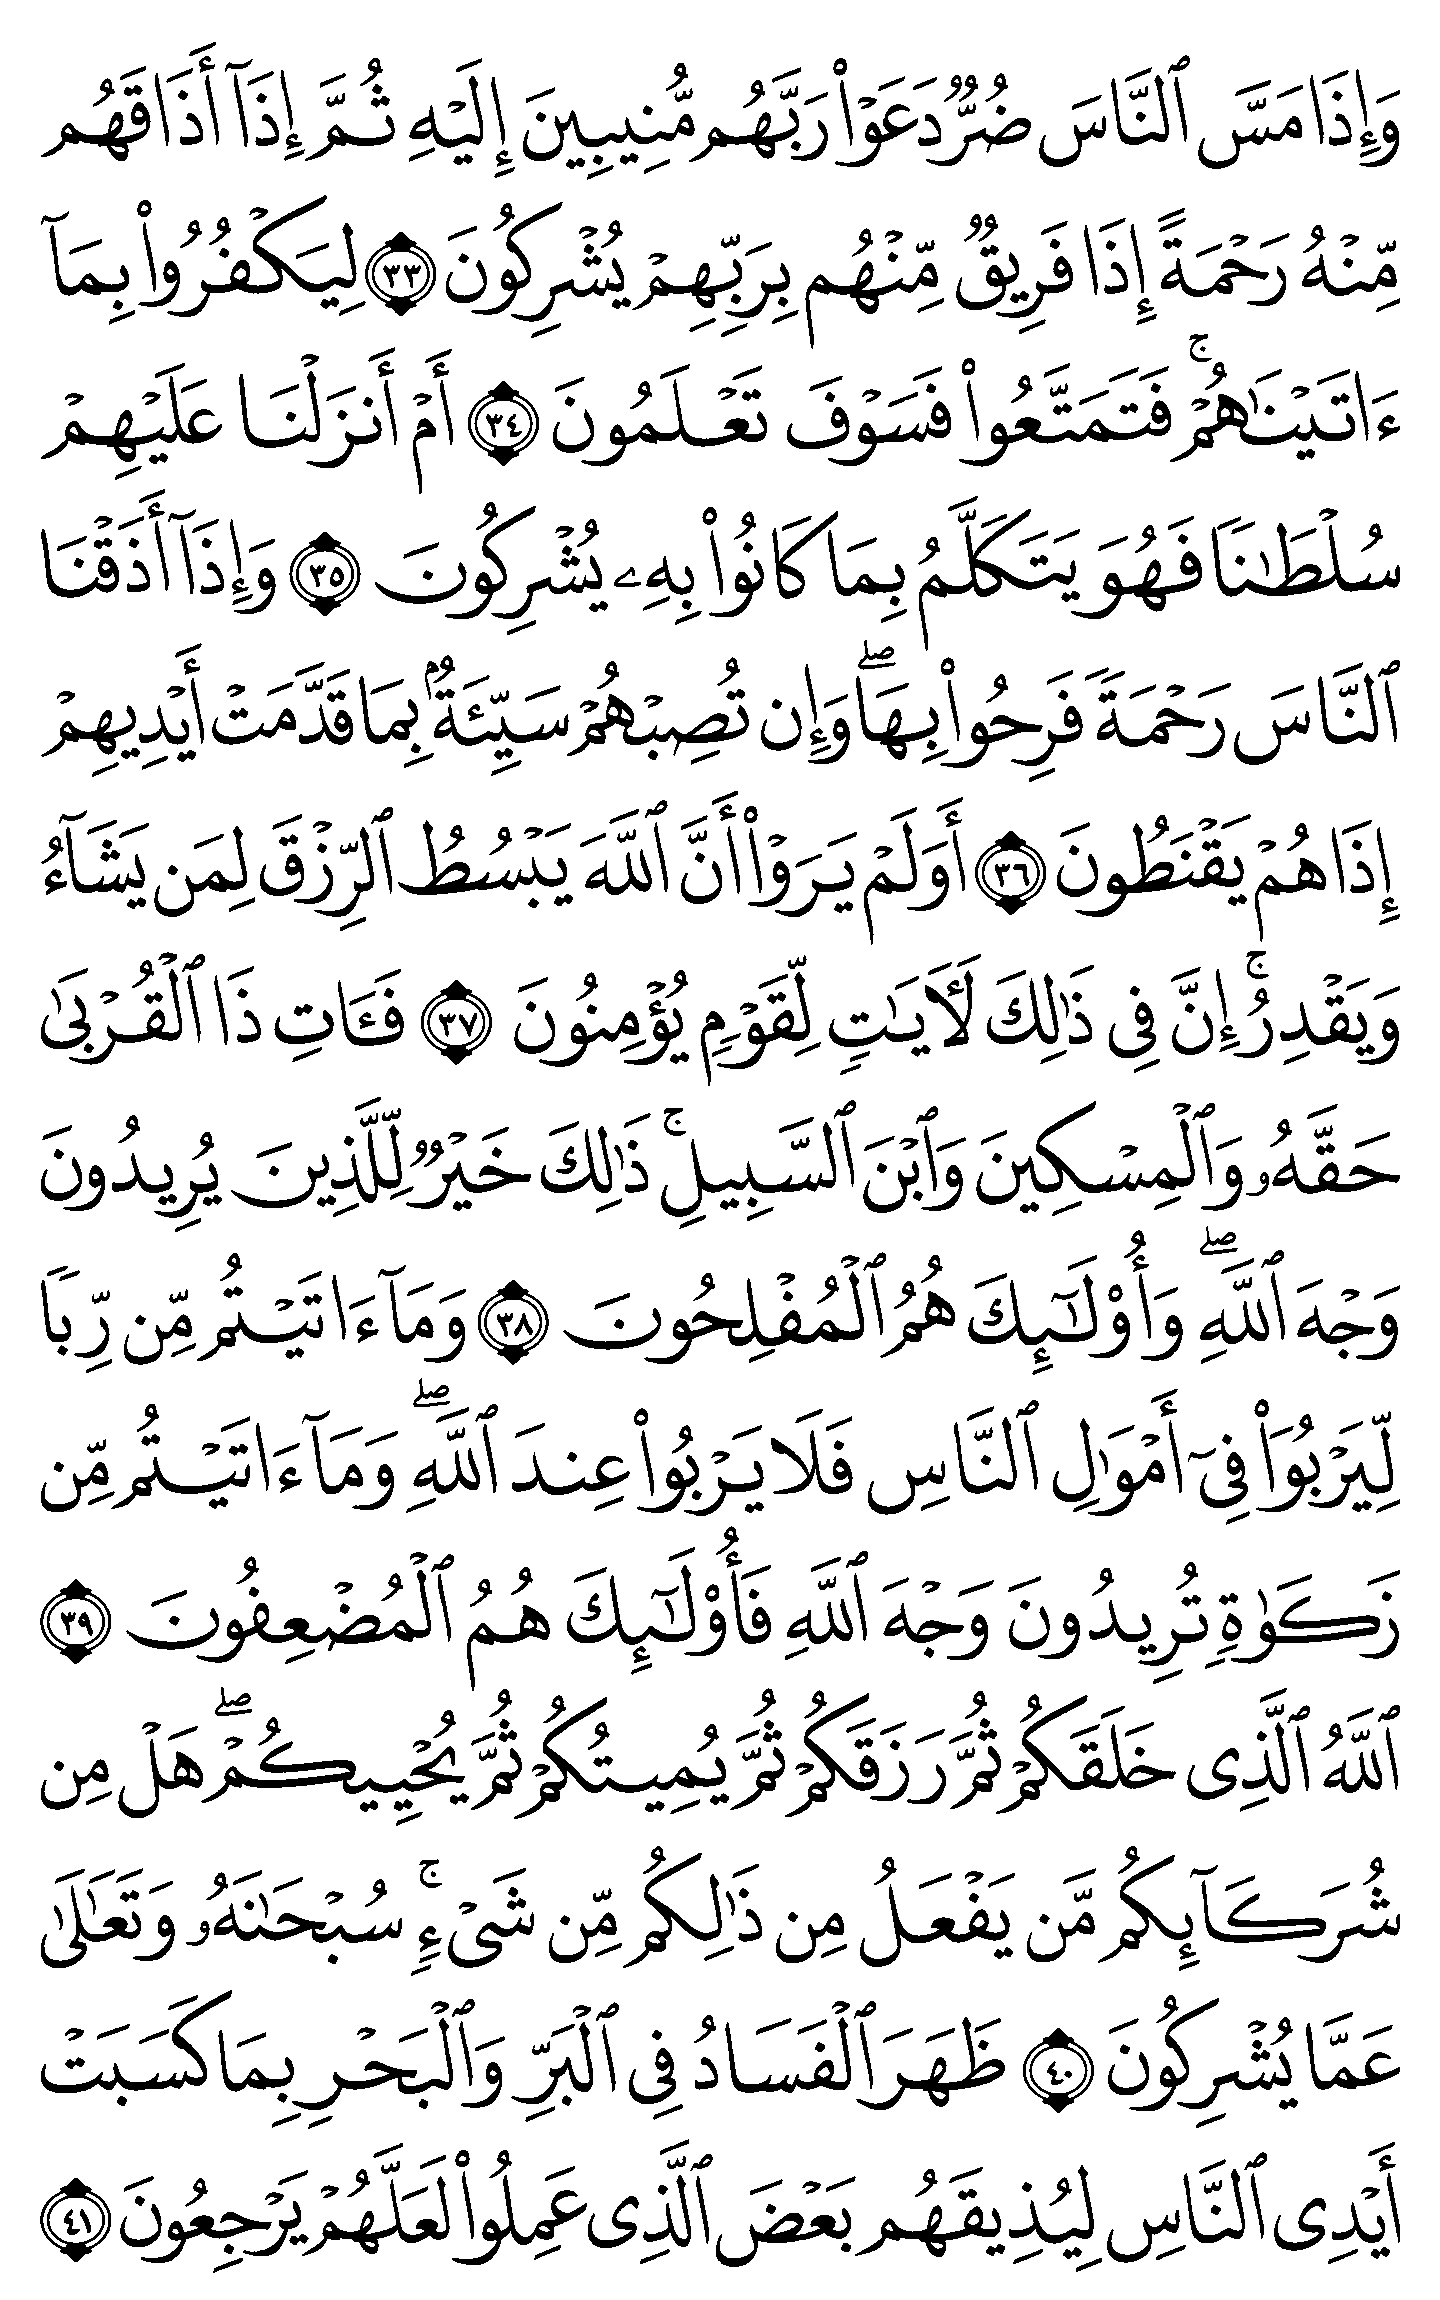 وَإِذَا مَسَّ ٱلنَّاسَ ضُرٌّ دَعَوۡاْ رَبَّهُم مُّنِيبِينَ إِلَيۡهِ ثُمَّ إِذَآ أَذَاقَهُم
مِّنۡهُ رَحۡمَةً إِذَا فَرِيقٌ مِّنۡهُم بِرَبِّهِمۡ يُشۡرِكُونَ ٣٣ لِيَكۡفُرُواْ بِمَآ
ءَاتَيۡنَٰهُمۡۚ فَتَمَتَّعُواْ فَسَوۡفَ تَعۡلَمُونَ ٣٤ أَمۡ أَنزَلۡنَا عَلَيۡهِمۡ
سُلۡطَٰنًا فَهُوَ يَتَكَلَّمُ بِمَا كَانُواْ بِهِۦ يُشۡرِكُونَ ٣٥ وَإِذَآ أَذَقۡنَا
ٱلنَّاسَ رَحۡمَةً فَرِحُواْ بِهَاۖ وَإِن تُصِبۡهُمۡ سَيِّئَةُۢ بِمَا قَدَّمَتۡ أَيۡدِيهِمۡ
إِذَا هُمۡ يَقۡنَطُونَ ٣٦ أَوَلَمۡ يَرَوۡاْ أَنَّ ٱللَّهَ يَبۡسُطُ ٱلرِّزۡقَ لِمَن يَشَآءُ
وَيَقۡدِرُۚ إِنَّ فِي ذَٰلِكَ لَأٓيَٰتٍ لِّقَوۡمٍ يُؤۡمِنُونَ ٣٧ فَـَٔاتِ ذَا ٱلۡقُرۡبَىٰ
حَقَّهُۥ وَٱلۡمِسۡكِينَ وَٱبۡنَ ٱلسَّبِيلِۚ ذَٰلِكَ خَيۡرٌ لِّلَّذِينَ يُرِيدُونَ
وَجۡهَ ٱللَّهِۖ وَأُوْلَٰٓئِكَ هُمُ ٱلۡمُفۡلِحُونَ ٣٨ وَمَآ ءَاتَيۡتُم مِّن رِّبًا
لِّيَرۡبُوَاْ فِيٓ أَمۡوَٰلِ ٱلنَّاسِ فَلَا يَرۡبُواْ عِندَ ٱللَّهِۖ وَمَآ ءَاتَيۡتُم مِّن
زَكَوٰةٍ تُرِيدُونَ وَجۡهَ ٱللَّهِ فَأُوْلَٰٓئِكَ هُمُ ٱلۡمُضۡعِفُونَ ٣٩
ٱللَّهُ ٱلَّذِي خَلَقَكُمۡ ثُمَّ رَزَقَكُمۡ ثُمَّ يُمِيتُكُمۡ ثُمَّ يُحۡيِيكُمۡۖ هَلۡ مِن
شُرَكَآئِكُم مَّن يَفۡعَلُ مِن ذَٰلِكُم مِّن شَيۡءٍۚ سُبۡحَٰنَهُۥ وَتَعَٰلَىٰ
عَمَّا يُشۡرِكُونَ ٤٠ ظَهَرَ ٱلۡفَسَادُ فِي ٱلۡبَرِّ وَٱلۡبَحۡرِ بِمَا كَسَبَتۡ
أَيۡدِي ٱلنَّاسِ لِيُذِيقَهُم بَعۡضَ ٱلَّذِي عَمِلُواْ لَعَلَّهُمۡ يَرۡجِعُونَ ٤١